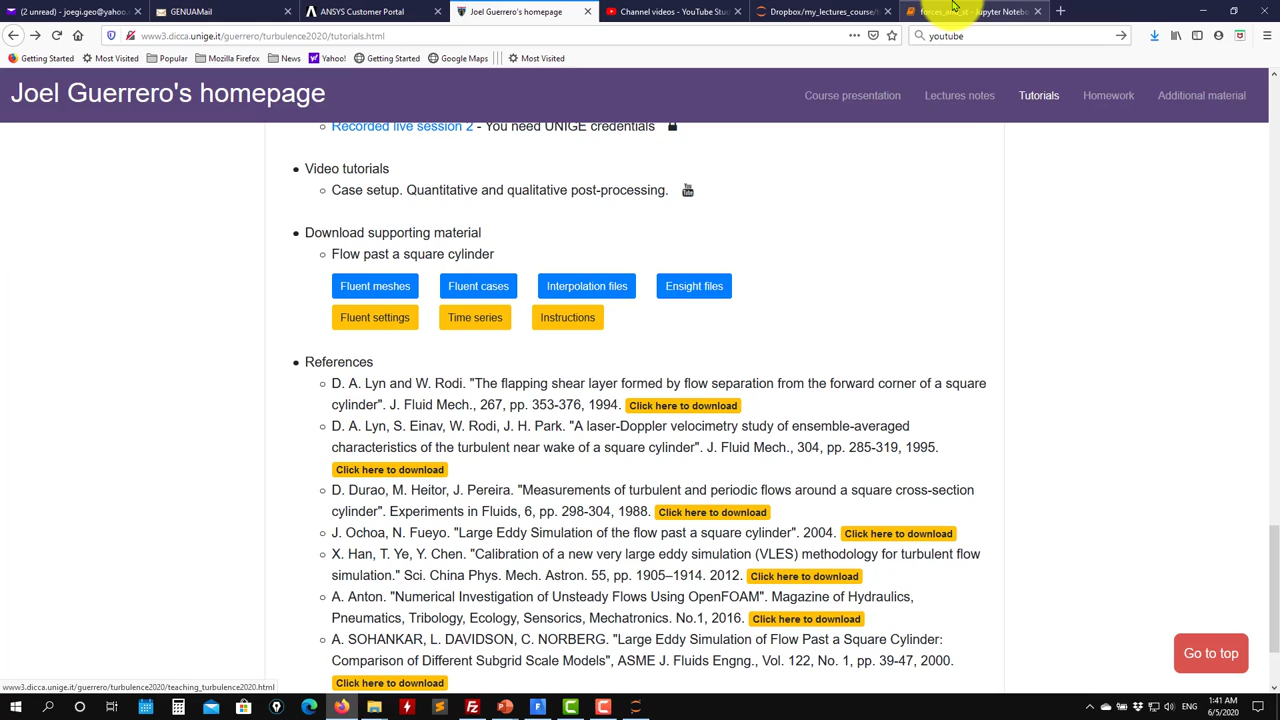 (2 unread) - joegi.geo@yahoo.
GENUAMail
ANSYS Customer Portal
Joel Guerrero's homepage
Channel videos - YouTube Stu
Dropbox/my_lectures_course/t
forces_and_st - Jupyter Notebo
www3.dicca.unige.it/guerrero/turbulence2020/tutorials.html
youtube
Getting Started
Most Visited
Popular
Mozilla Firefox
News
Yahoo!
Getting Started
Google Maps
Most Visited
Joel Guerrero's homepage
Course presentation
Lectures notes
Tutorials
Homework
Additional material
Recorded live session 2 - You need UNIGE credentials
Video tutorials
Case setup. Quantitative and qualitative post-processing.
Download supporting material
Flow past a square cylinder
Fluent meshes
Fluent cases
Interpolation files
Ensight files
Fluent settings
Time series
Instructions
References
D. A. Lyn and W. Rodi. "The flapping shear layer formed by flow separation from the forward corner of a square
cylinder". J. Fluid Mech., 267, pp. 353-376, 1994. Click here to download
D. A. Lyn, S. Einav, W. Rodi, J. H. Park. "A laser-Doppler velocimetry study of ensemble-averaged
characteristics of the turbulent near wake of a square cylinder". J. Fluid Mech., 304, pp. 285-319, 1995.
Click here to download
D. Durao, M. Heitor, J. Pereira. "Measurements of turbulent and periodic flows around a square cross-section
cylinder". Experiments in Fluids, 6, pp. 298-304, 1988. Click here to download
J. Ochoa, N. Fueyo. "Large Eddy Simulation of the flow past a square cylinder". 2004. Click here to download
X. Han, T. Ye, Y. Chen. "Calibration of a new very large eddy simulation (VLES) methodology for turbulent flow
simulation." Sci. China Phys. Mech. Astron. 55, pp. 1905–1914. 2012. Click here to download
A. Anton. "Numerical Investigation of Unsteady Flows Using OpenFOAM". Magazine of Hydraulics,
Pneumatics, Tribology, Ecology, Sensorics, Mechatronics. No.1, 2016. Click here to download
A. SOHANKAR, L. DAVIDSON, C. NORBERG. "Large Eddy Simulation of Flow Past a Square Cylinder:
Comparison of Different Subgrid Scale Models", ASME J. Fluids Engng., Vol. 122, No. 1, pp. 39-47, 2000.
Click here to download
Go to top
www3.dicca.unige.it/guerrero/turbulence2020/teaching_turbulence2020.html
ENG
1:41 AM
6/5/2020